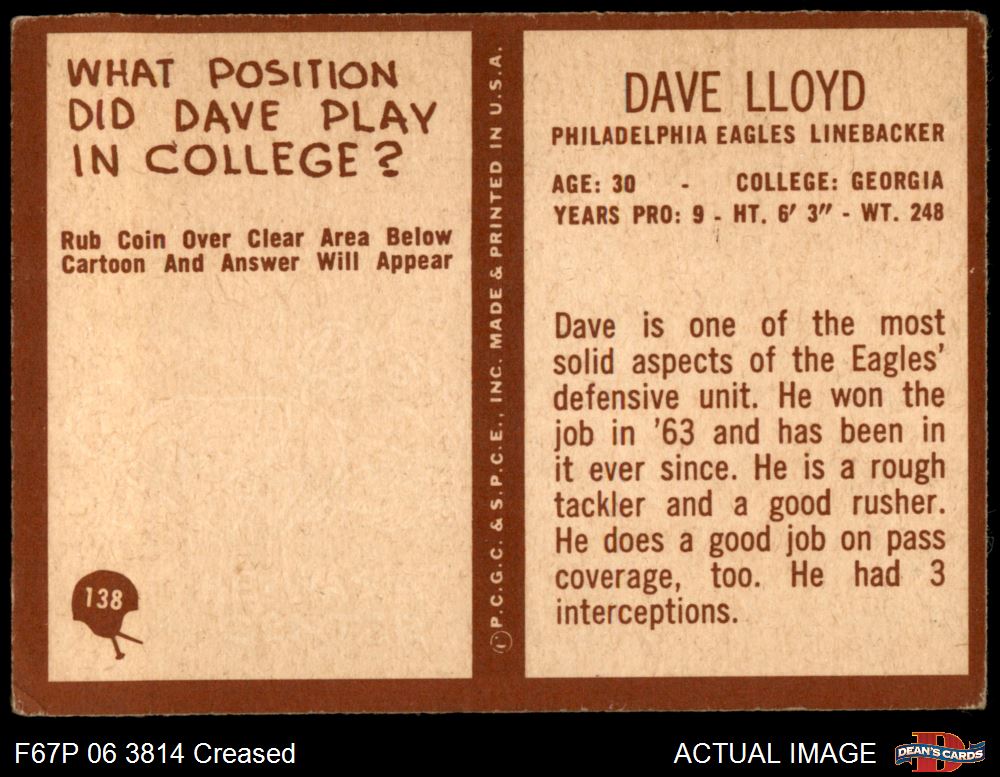 WHAT POSITION
DID DAVE PLAY
IN COLLEGE?
Rub Coin Over Clear Area Below
Cartoon And Answer Will Appear
138
© P.C.G.C. & S.P.C.E., INC. MADE & PRINTED IN U.S.A.
DAVE LLOYD
PHILADELPHIA EAGLES LINEBACKER
AGE: 30 - COLLEGE: GEORGIA
YEARS PRO: 9 - HT. 6' 3" - WT. 248
Dave is one of the most
solid aspects of the Eagles'
defensive unit. He won the
job in '63 and has been in
it ever since. He is a rough
tackler and a good rusher.
He does a good job on pass
coverage, too. He had 3
interceptions.
F67P 06 3814 Creased
ACTUAL IMAGE
DEAN'S CARDS